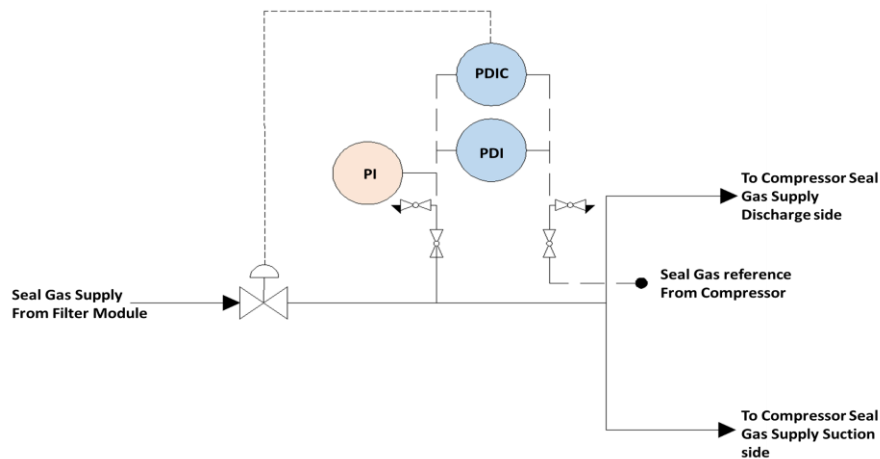 PDIC
PDI
PI
To Compressor Seal
Gas Supply
Discharge side
Seal Gas reference
From Compressor
Seal Gas Supply
From Filter Module
To Compressor Seal
Gas Supply Suction
side